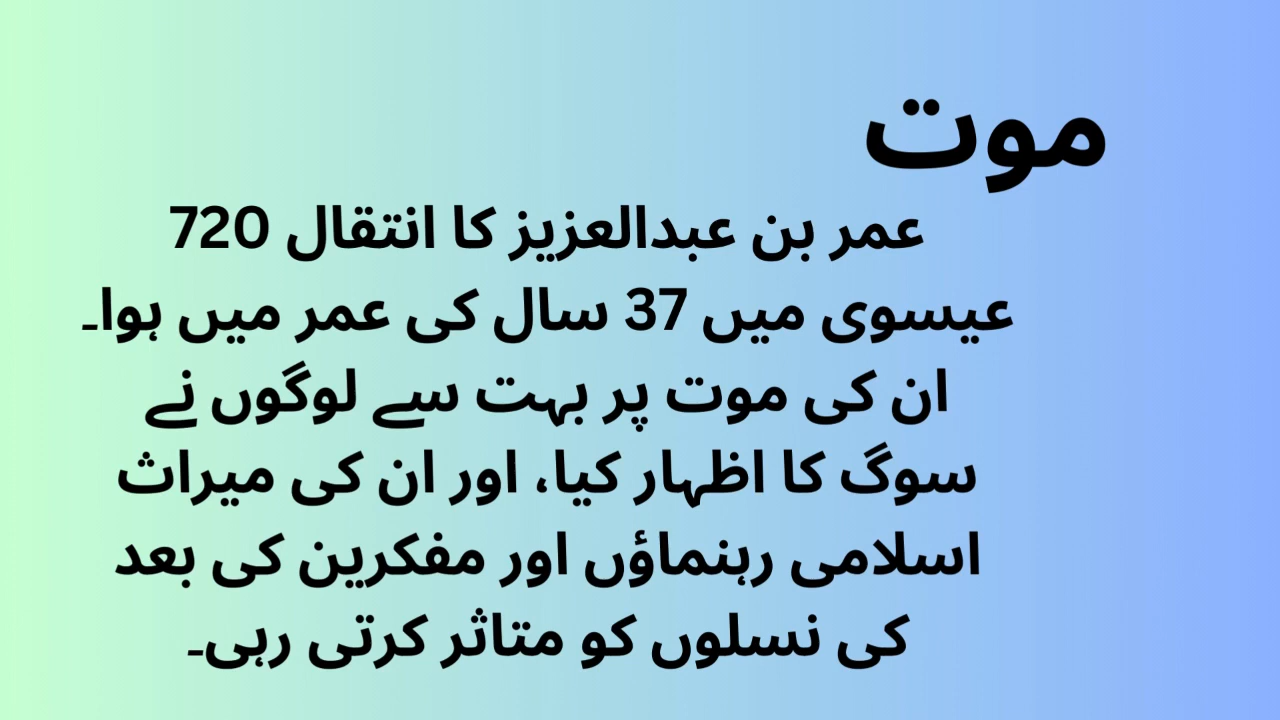 موت
عمر بن عبدالعزیز کا انتقال 720
عیسوی میں 37 سال کی عمر میں ہوا۔
ان کی موت پر بہت سے لوگوں نے
سوگ کا اظہار کیا، اور ان کی میراث
اسلامی رہنماؤں اور مفکرین کی بعد
کی نسلوں کو متاثر کرتی رہی۔